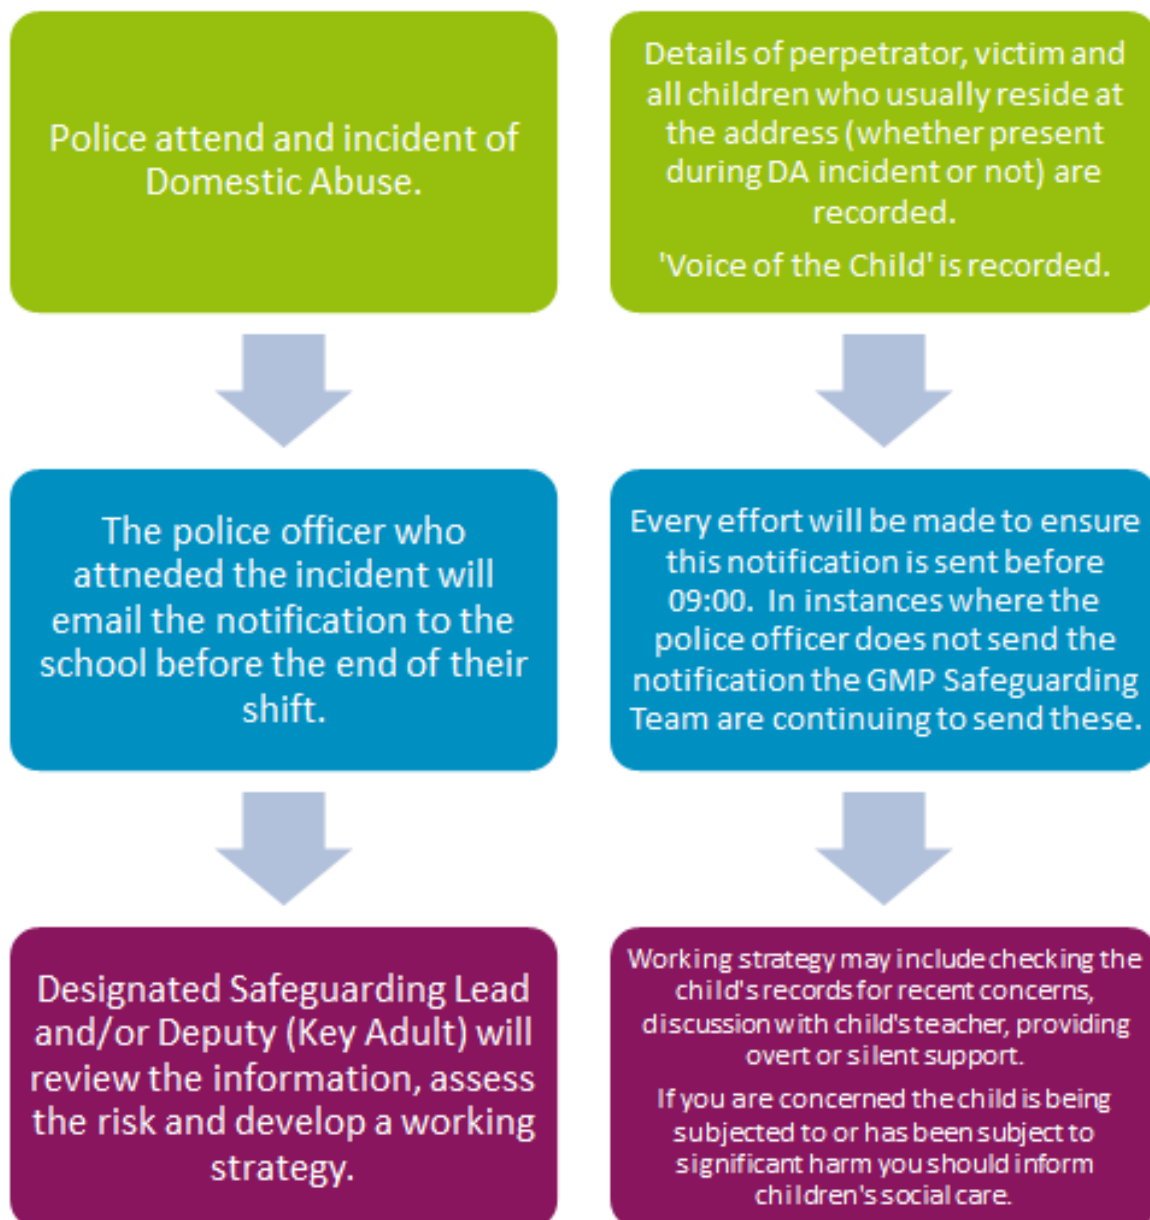 Police attend and incident of
Domestic Abuse.
Details of perpetrator, victim and
all children who usually reside at
the address (whether present
during DA incident or not) are
recorded.
'Voice of the Child' is recorded.
The police officer who
attneded the incident will
email the notification to the
school before the end of their
shift.
Every effort will be made to ensure
this notification is sent before
09:00.  In instances where the
police officer does not send the
notification the GMP Safeguarding
Team are continuing to send these.
Designated Safeguarding Lead
and/or Deputy (Key Adult) will
review the information, assess
the risk and develop a working
strategy.
Working strategy may include checking the
child's records for recent concerns,
discussion with child's teacher, providing
overt or silent support.
If you are concerned the child is being
subjected to or has been subject to
significant harm you should inform
children's social care.